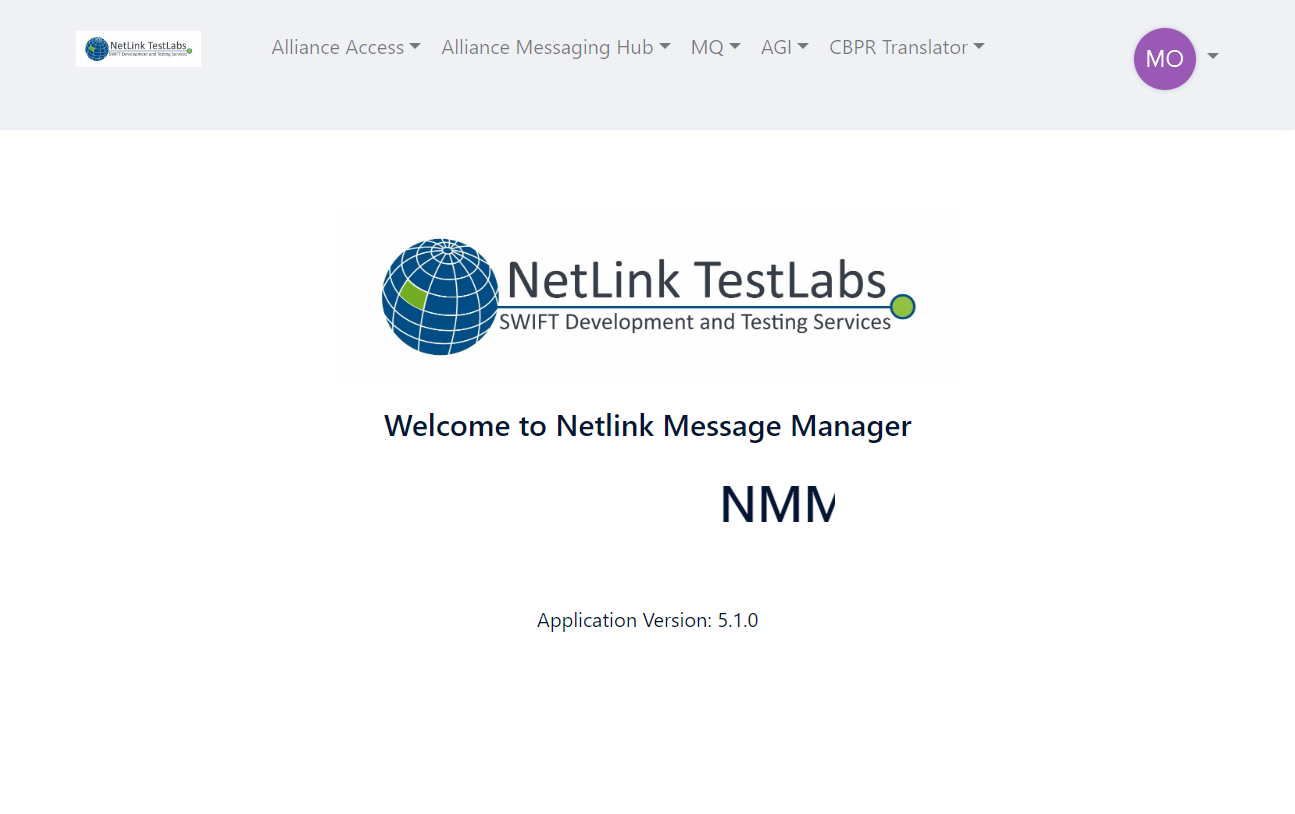 NetLink TestLabs
SWIFT Development and Testing Services
Alliance Access
Alliance Messaging Hub
MQ
AGI
CBPR Translator
MO
NetLink TestLabs
SWIFT Development and Testing Services
Welcome to Netlink Message Manager
NMM
Application Version: 5.1.0